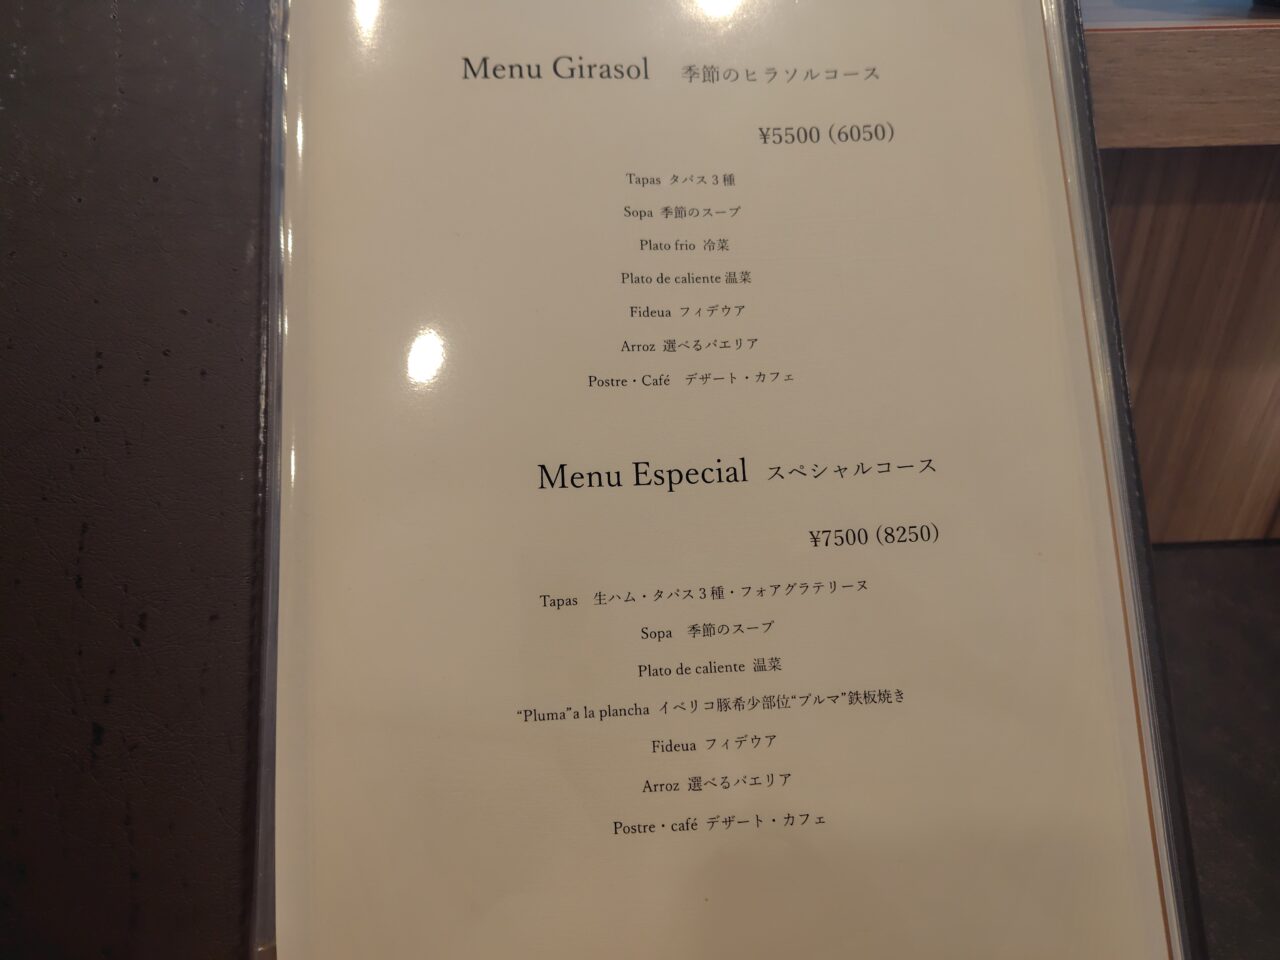 Menu Girasol 季節のヒラソルコース
¥5500 (6050)
Tapas タパス3種
Sopa 季節のスープ
Plato frio 冷菜
Plato de caliente 温菜
Fideua フィデウア
Arroz 選べるパエリア
Postre・Café デザート・カフェ
Menu Especial スペシャルコース
¥7500 (8250)
Tapas 生ハム・タパス3種・フォアグラテリーヌ
Sopa 季節のスープ
Plato de caliente 温菜
“Pluma”a la plancha イベリコ豚希少部位“プルマ”鉄板焼き
Fideua フィデウア
Arroz 選べるパエリア
Postre・café デザート・カフェ